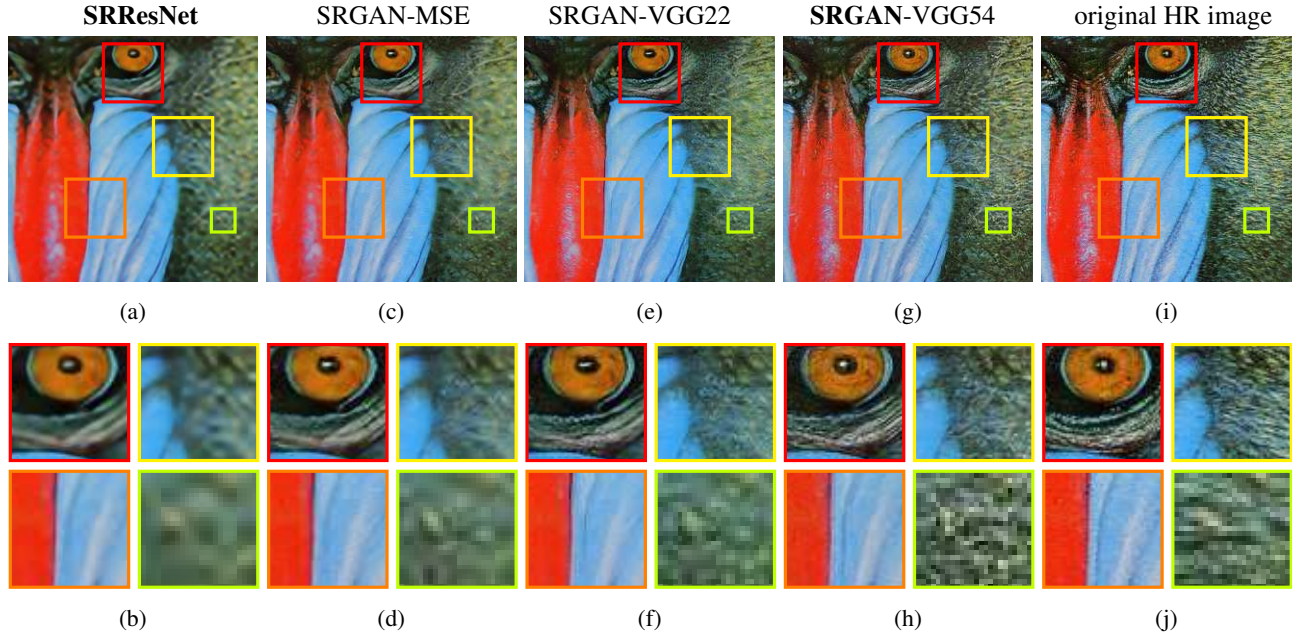 SRResNet SRGAN-MSE SRGAN-VGG22 SRGAN-VGG54 original HR image
(a) (c) (e) (g) (i)
(b) (d) (f) (h) (j)